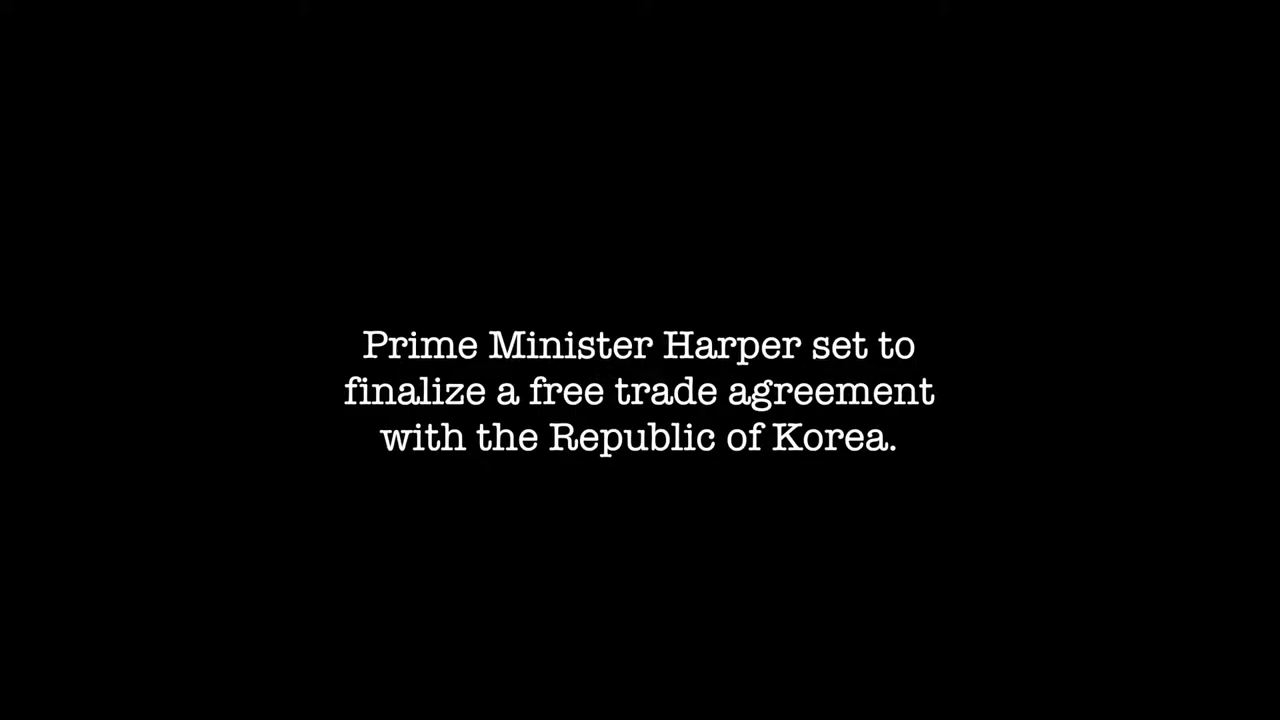 Prime Minister Harper set to
finalize a free trade agreement
with the Republic of Korea.